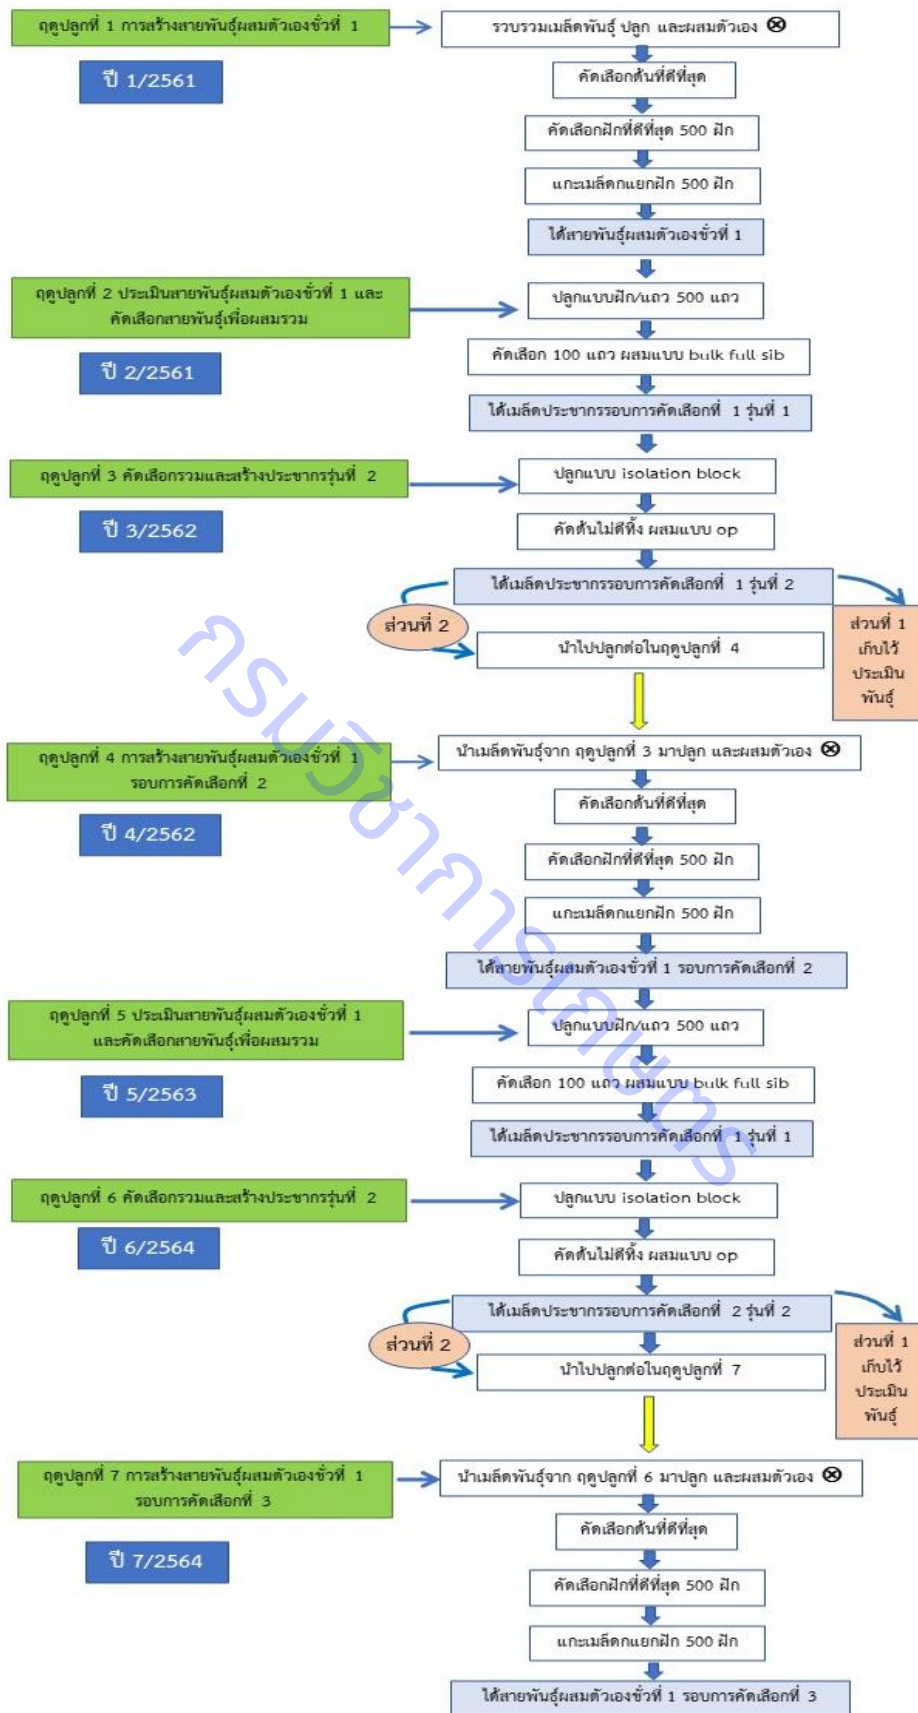 ฤดูปลูกที่ 1 การสร้างสายพันธุ์ผสมตัวเองชั่วที่ 1
รวบรวมเมล็ดพันธุ์ ปลูก และผสมตัวเอง ⊗
ปี 1/2561
คัดเลือกต้นที่ดีที่สุด
คัดเลือกฝักที่ดีที่สุด 500 ฝัก
แกะเมล็ดกแยกฝัก 500 ฝัก
ได้สายพันธุ์ผสมตัวเองชั่วที่ 1
ฤดูปลูกที่ 2 ประเมินสายพันธุ์ผสมตัวเองชั่วที่ 1 และ
คัดเลือกสายพันธุ์เพื่อผสมรวม
ปลูกแบบฝัก/แถว 500 แถว
ปี 2/2561
คัดเลือก 100 แถว ผสมแบบ bulk full sib
ได้เมล็ดประชากรรอบการคัดเลือกที่ 1 รุ่นที่ 1
ฤดูปลูกที่ 3 คัดเลือกรวมและสร้างประชากรรุ่นที่ 2
ปลูกแบบ isolation block
ปี 3/2562
คัดต้นไม่ดีทิ้ง ผสมแบบ op
ได้เมล็ดประชากรรอบการคัดเลือกที่ 1 รุ่นที่ 2
ส่วนที่ 2
ส่วนที่ 1
เก็บไว้
ประเมิน
พันธุ์
นำไปปลูกต่อในฤดูปลูกที่ 4
ฤดูปลูกที่ 4 การสร้างสายพันธุ์ผสมตัวเองชั่วที่ 1
รอบการคัดเลือกที่ 2
นำเมล็ดพันธุ์จาก ฤดูปลูกที่ 3 มาปลูก และผสมตัวเอง ⊗
ปี 4/2562
คัดเลือกต้นที่ดีที่สุด
คัดเลือกฝักที่ดีที่สุด 500 ฝัก
แกะเมล็ดกแยกฝัก 500 ฝัก
ได้สายพันธุ์ผสมตัวเองชั่วที่ 1 รอบการคัดเลือกที่ 2
ฤดูปลูกที่ 5 ประเมินสายพันธุ์ผสมตัวเองชั่วที่ 1
และคัดเลือกสายพันธุ์เพื่อผสมรวม
ปลูกแบบฝัก/แถว 500 แถว
ปี 5/2563
คัดเลือก 100 แถว ผสมแบบ bulk full sib
ได้เมล็ดประชากรรอบการคัดเลือกที่ 1 รุ่นที่ 1
ฤดูปลูกที่ 6 คัดเลือกรวมและสร้างประชากรรุ่นที่ 2
ปลูกแบบ isolation block
ปี 6/2564
คัดต้นไม่ดีทิ้ง ผสมแบบ op
ได้เมล็ดประชากรรอบการคัดเลือกที่ 2 รุ่นที่ 2
ส่วนที่ 2
ส่วนที่ 1
เก็บไว้
ประเมิน
พันธุ์
นำไปปลูกต่อในฤดูปลูกที่ 7
ฤดูปลูกที่ 7 การสร้างสายพันธุ์ผสมตัวเองชั่วที่ 1
รอบการคัดเลือกที่ 3
นำเมล็ดพันธุ์จาก ฤดูปลูกที่ 6 มาปลูก และผสมตัวเอง ⊗
ปี 7/2564
คัดเลือกต้นที่ดีที่สุด
คัดเลือกฝักที่ดีที่สุด 500 ฝัก
แกะเมล็ดกแยกฝัก 500 ฝัก
ได้สายพันธุ์ผสมตัวเองชั่วที่ 1 รอบการคัดเลือกที่ 3
กรมวิชาการเกษตร